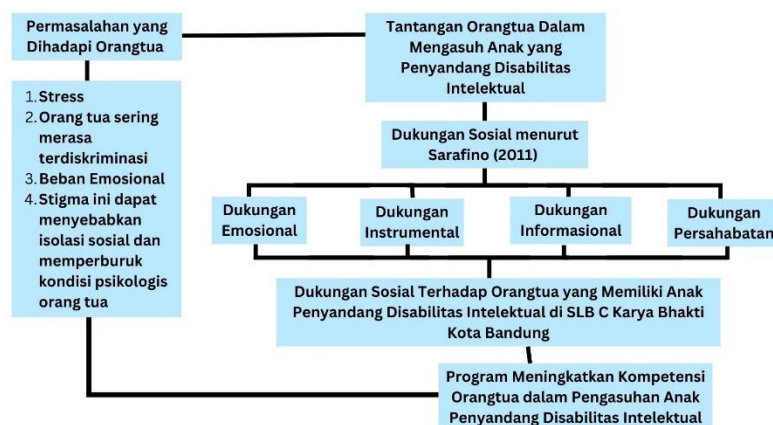 Permasalahan yang
Dihadapi Orangtua
Tantangan Orangtua Dalam
Mengasuh Anak yang
Penyandang Disabilitas
Intelektual
1. Stress
2. Orang tua sering
merasa
terdiskriminasi
3. Beban Emosional
4. Stigma ini dapat
menyebabkan
isolasi sosial dan
memperburuk
kondisi psikologis
orang tua
Dukungan Sosial menurut
Sarafino (2011)
Dukungan
Emosional
Dukungan
Instrumental
Dukungan
Informasional
Dukungan
Persahabatan
Dukungan Sosial Terhadap Orangtua yang Memiliki Anak
Penyandang Disabilitas Intelektual di SLB C Karya Bhakti
Kota Bandung
Program Meningkatkan Kompetensi
Orangtua dalam Pengasuhan Anak
Penyandang Disabilitas Intelektual